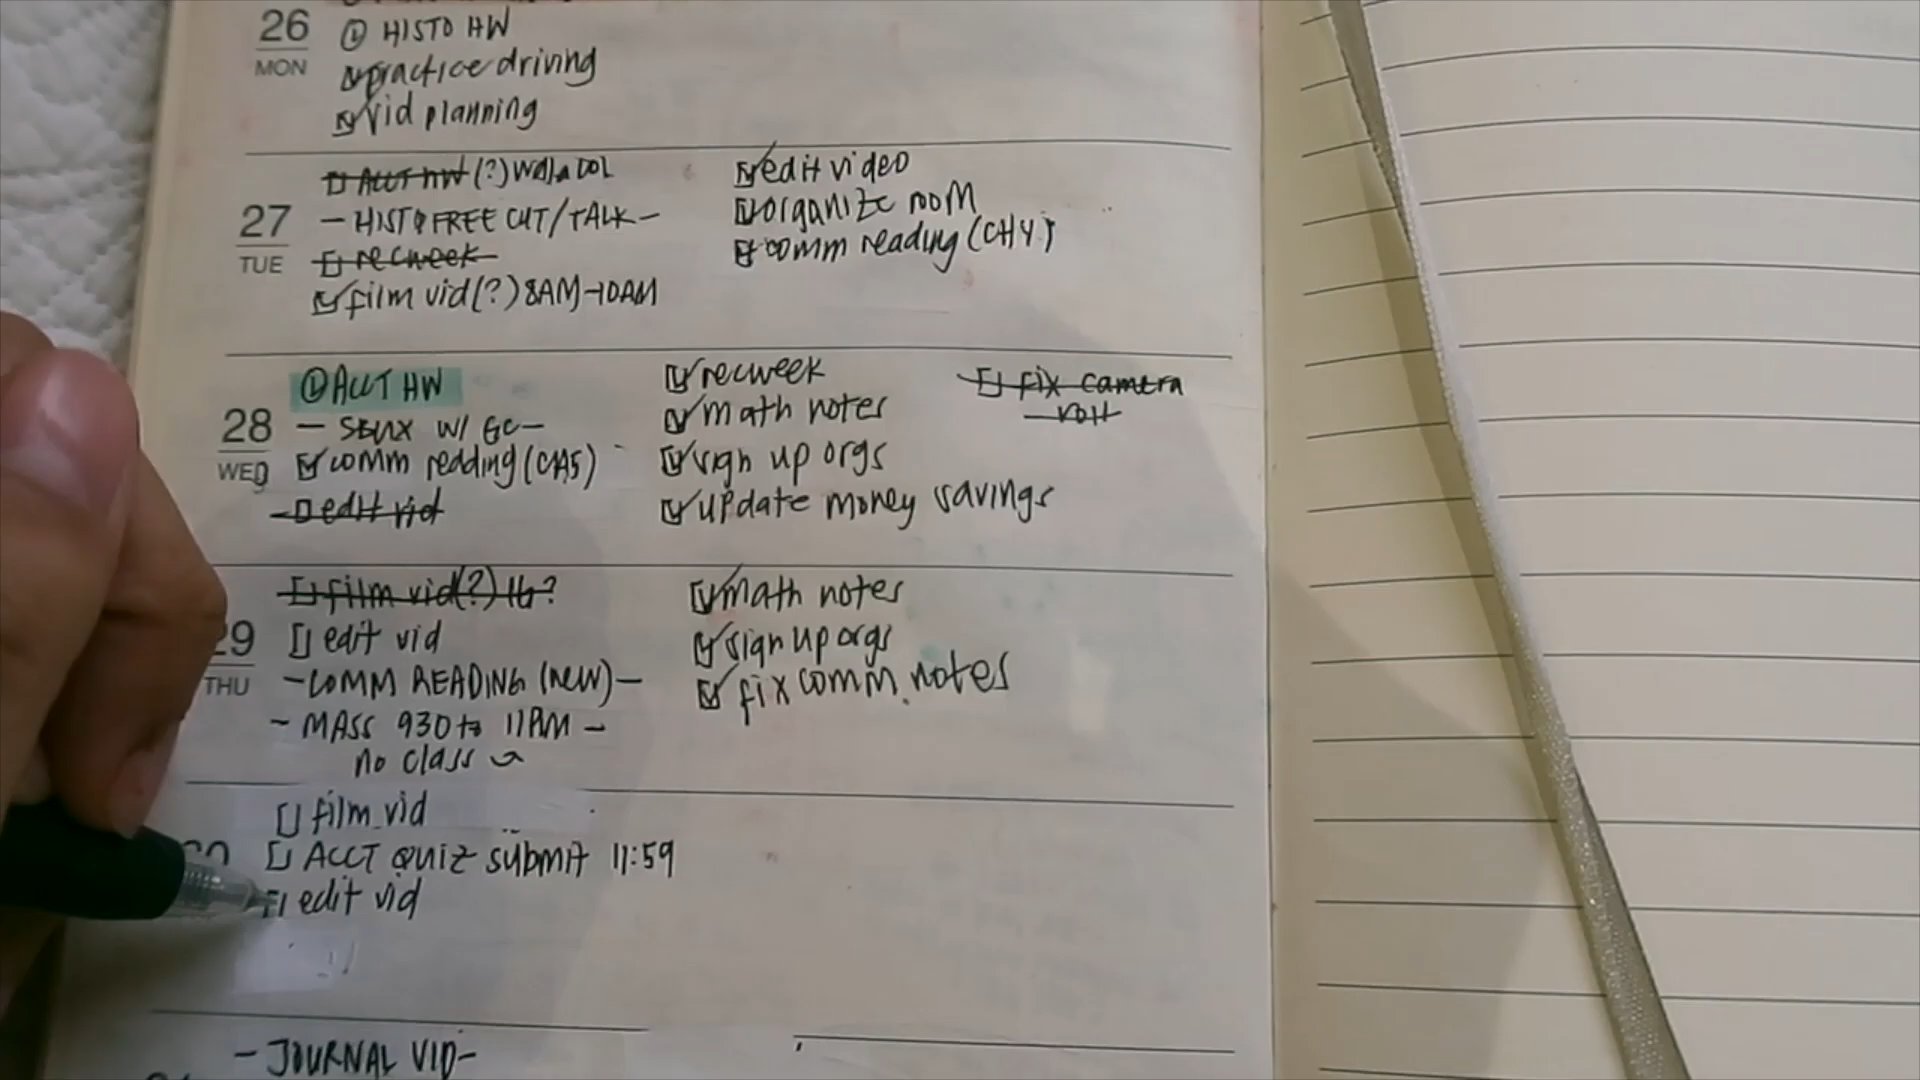 26
MON
① HISTO HW
practice driving
vid planning
27
TUE
ACCT HW (?)
- HISTO FREE CUT/TALK -
recweek
film vid (?) 8AM-10AM
edit video
organize room
comm reading (CH4)
28
WED
① ACCT HW
- SBUX W/ GC -
comm reading (CH5)
edit vid
recweek
math notes
sign up orgs
update money savings
fix camera
roll
29
THU
film vid (?)
edit vid
- COMM READING (NEW) -
- MASS 930 to 11PM -
no class
math notes
sign up orgs
fix comm notes
film vid
ACCT QUIZ submit 11:59
edit vid
- JOURNAL VID -